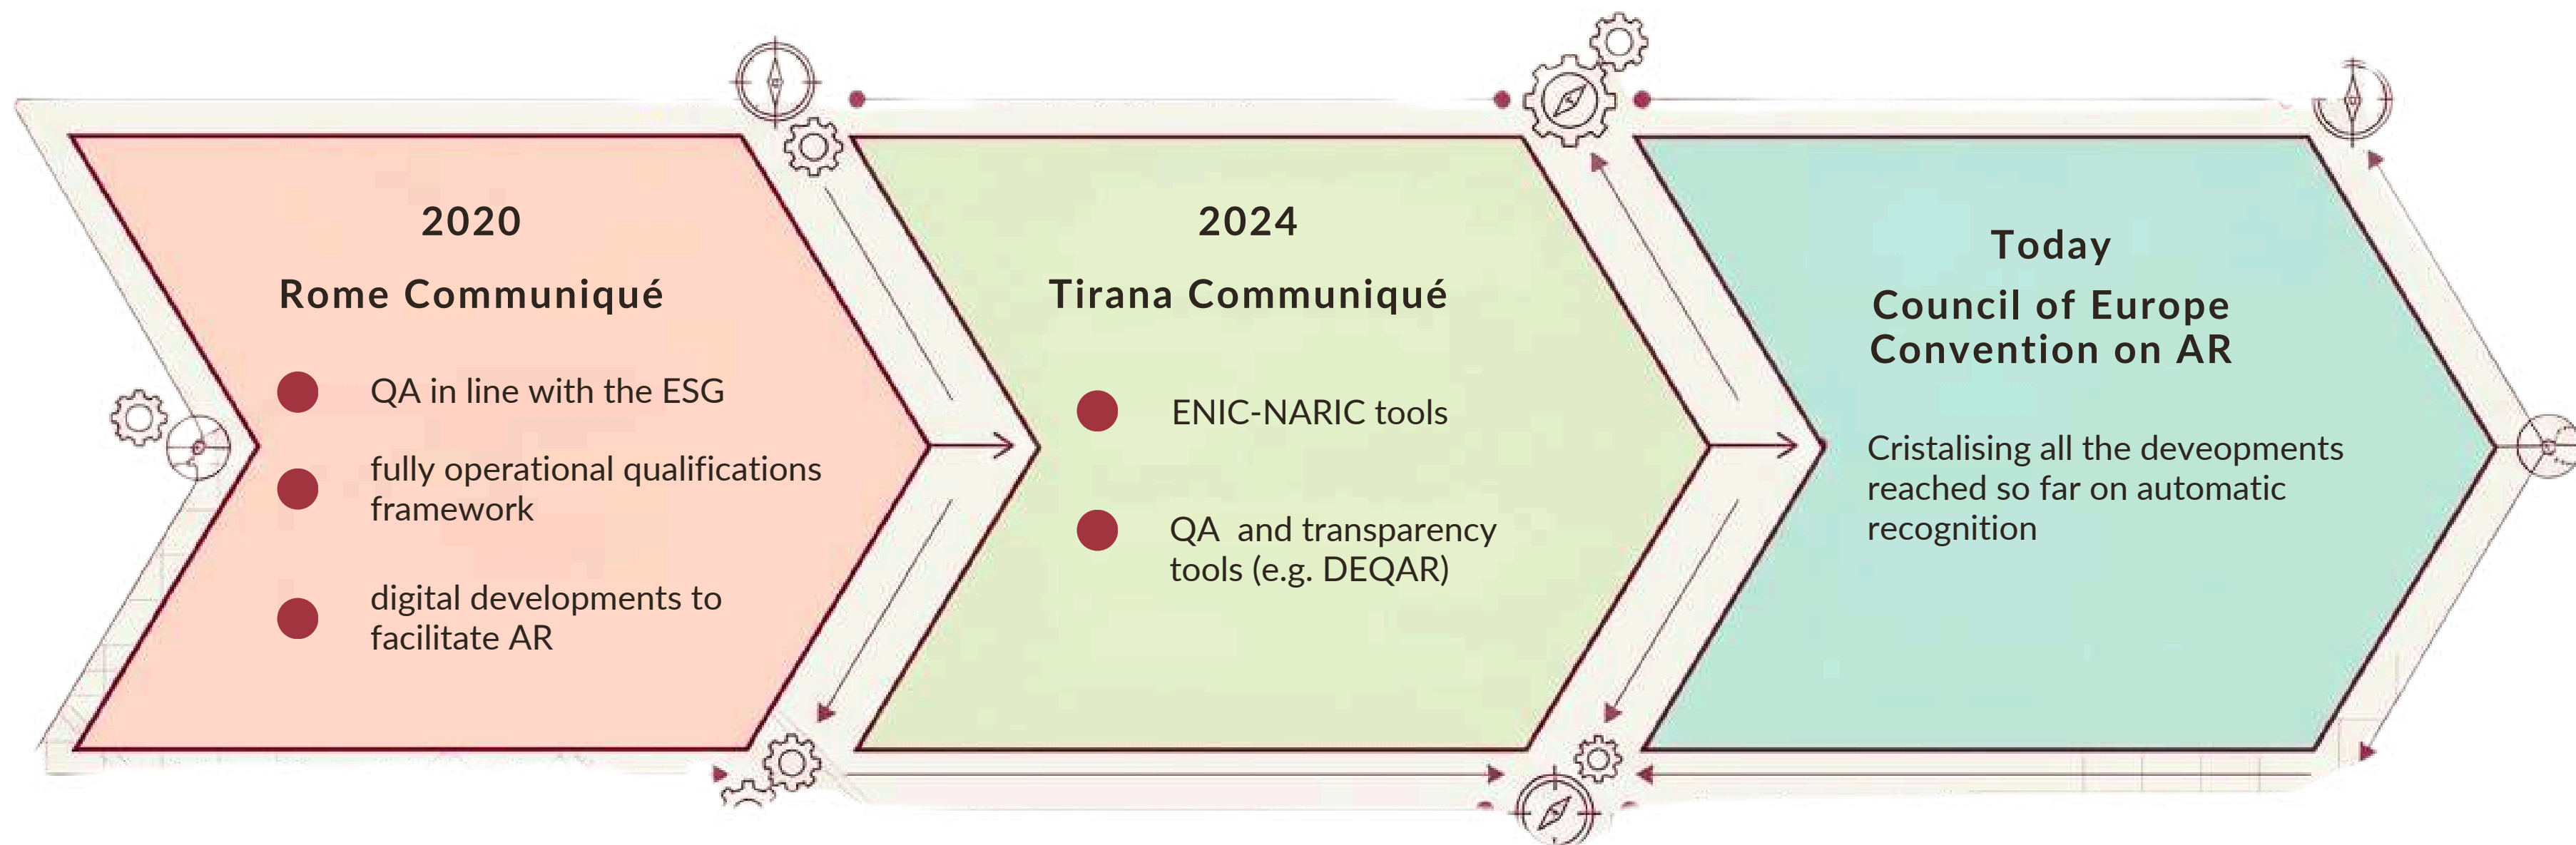 2020
Rome Communiqué
QA in line with the ESG
fully operational qualifications
framework
digital developments to
facilitate AR
2024
Tirana Communiqué
ENIC-NARIC tools
QA  and transparency
tools (e.g. DEQAR)
Today
Council of Europe
Convention on AR
Cristalising all the deveopments
reached so far on automatic
recognition